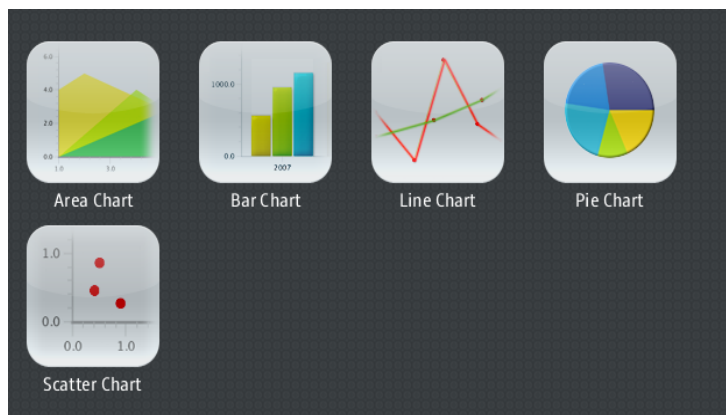 6.0
4.0
2.0
0.0
1.0 3.0
Area Chart
1000.0
0.0
2007
Bar Chart
Line Chart
Pie Chart
1.0
0.0
0.0 1.0
Scatter Chart